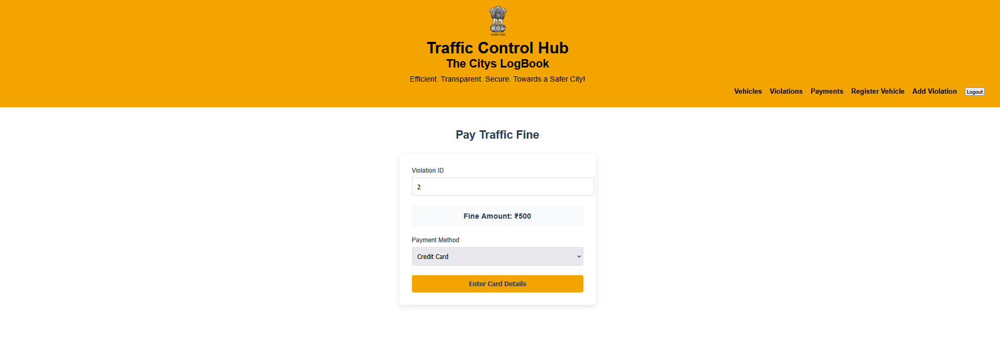 Traffic Control Hub
The Citys LogBook
Efficient. Transparent. Secure. Towards a Safer City!
Vehicles Violations Payments Register Vehicle Add Violation Logout
Pay Traffic Fine
Violation ID
2
Fine Amount: ₹500
Payment Method
Credit Card
Enter Card Details